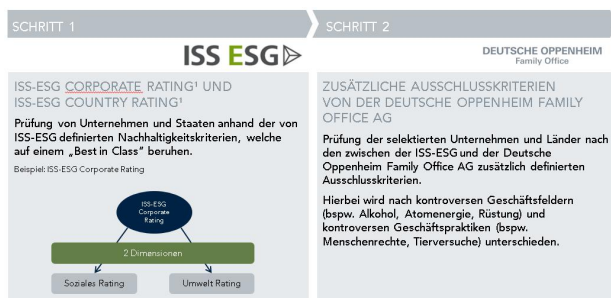 SCHRITT 1
ISS ESG
ISS-ESG CORPORATE RATING¹ UND
ISS-ESG COUNTRY RATING¹
Prüfung von Unternehmen und Staaten anhand der von
ISS-ESG definierten Nachhaltigkeitskriterien, welche
auf einem „Best in Class" beruhen.
Beispiel: ISS-ESG Corporate Rating
ISS-ESG
Corporate
Rating
2 Dimensionen
Soziales Rating
Umwelt Rating
SCHRITT 2
DEUTSCHE OPPENHEIM
Family Office
ZUSÄTZLICHE AUSSCHLUSSKRITERIEN
VON DER DEUTSCHE OPPENHEIM FAMILY
OFFICE AG
Prüfung der selektierten Unternehmen und Länder nach
den zwischen der ISS-ESG und der Deutsche
Oppenheim Family Office AG zusätzlich definierten
Ausschlusskriterien.
Hierbei wird nach kontroversen Geschäftsfeldern
(bspw. Alkohol, Atomenergie, Rüstung) und
kontroversen Geschäftspraktiken (bspw.
Menschenrechte, Tierversuche) unterschieden.